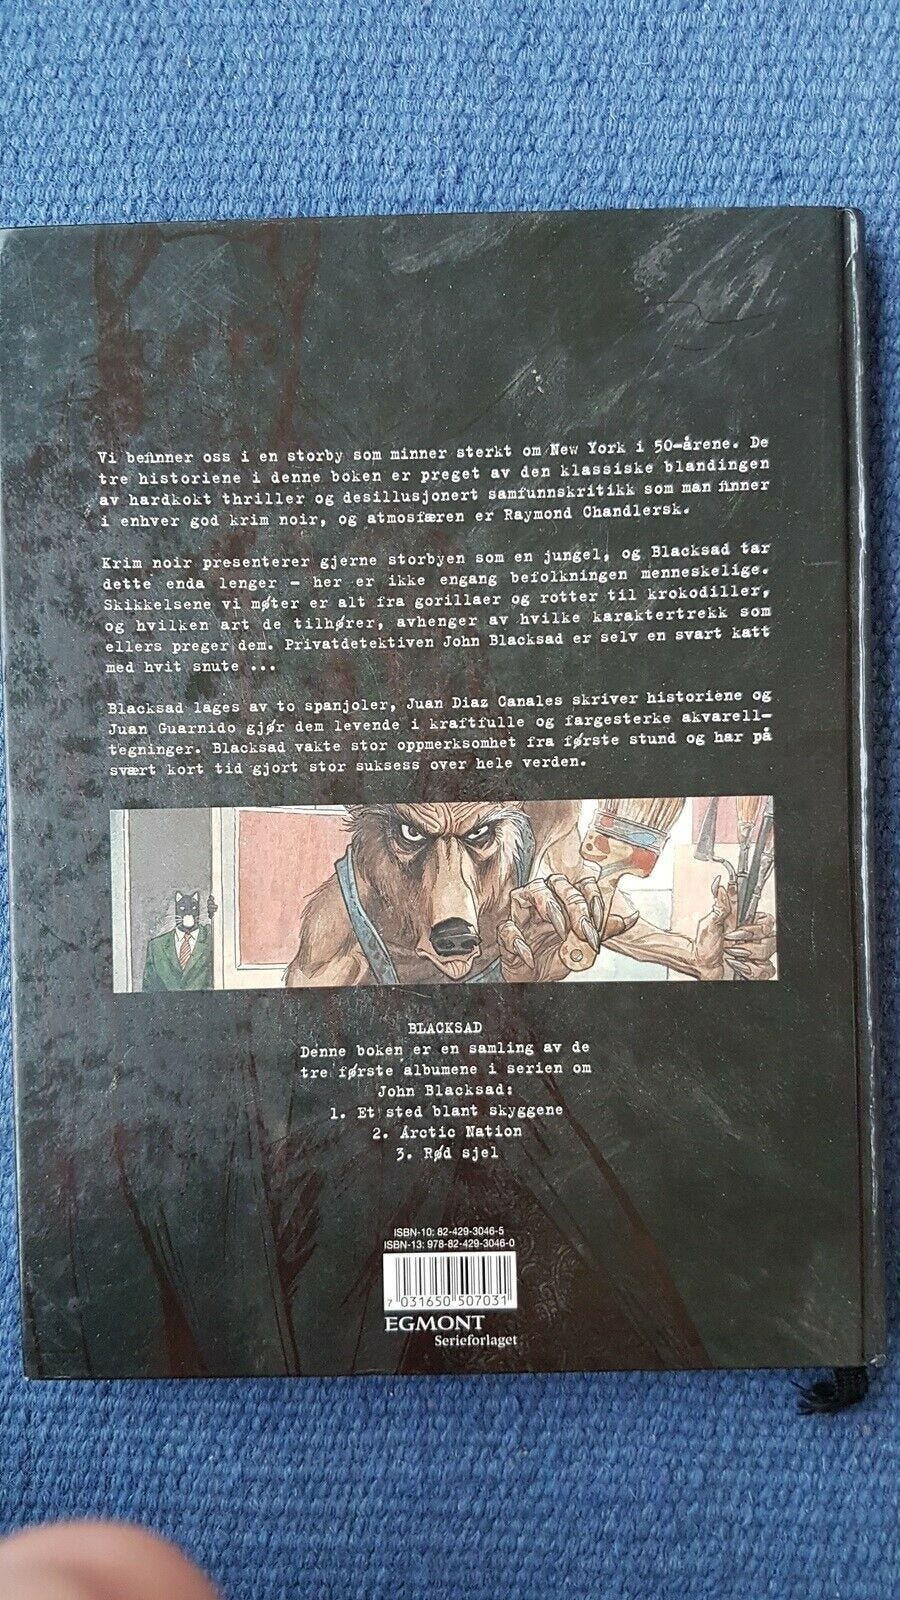 Vi befinner oss i en storby som minner sterkt om New York i 50-årene. De
tre historiene i denne boken er preget av den klassiske blandingen
av hardkokt thriller og desillusjonert samfunnskritikk som man finner
i enhver god krim noir, og atmosfæren er Raymond Chandlersk.
Krim noir presenterer gjerne storbyen som en jungel, og Blacksad tar
dette enda lenger – her er ikke engang befolkningen menneskelige.
Skikkelsene vi møter er alt fra gorillaer og rotter til krokodiller,
og hvilken art de tilhører, avhenger av hvilke karaktertrekk som
ellers preger dem. Privatdetektiven John Blacksad er selv en svart katt
med hvit snute ...
Blacksad lages av to spanjoler, Juan Diaz Canales skriver historiene og
Juan Guarnido gjør dem levende i kraftfulle og fargesterke akvarell-
tegninger. Blacksad vakte stor oppmerksomhet fra første stund og har på
svært kort tid gjort stor suksess over hele verden.
BLACKSAD
Denne boken er en samling av de
tre første albumene i serien om
John Blacksad:
1. Et sted blant skyggene
2. Arctic Nation
3. Rød sjel
ISBN-10: 82-429-3046-5
ISBN-13: 978-82-429-3046-0
7 031650 507031
EGMONT
Serieforlaget